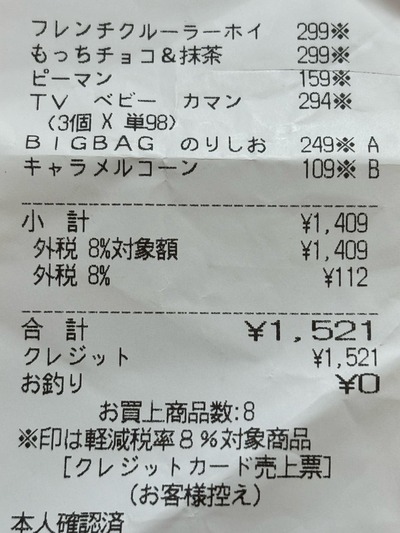 フレンチクルーラーホイ 299※
もっちチョコ&抹茶 299※
ピーマン 159※
TV ベビー カマン 294※
(3個 X 単98)
BIGBAG のりしお 249※ A
キャラメルコーン 109※ B
小 計 ¥1,409
外税 8%対象額 ¥1,409
外税 8% ¥112
合 計 ¥1,521
クレジット ¥1,521
お釣り ¥0
お買上商品数:8
※印は軽減税率8%対象商品
[クレジットカード売上票]
(お客様控え)
本人確認済